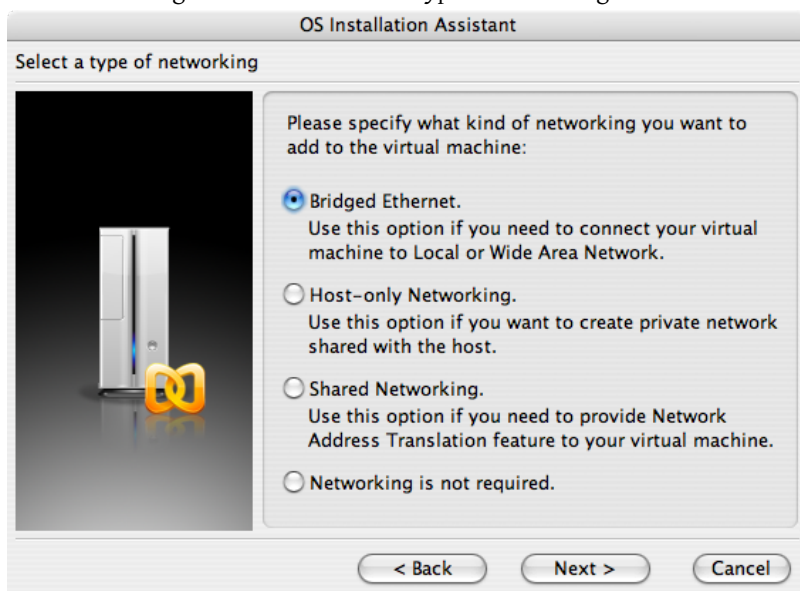 OS Installation Assistant
Select a type of networking
Please specify what kind of networking you want to
add to the virtual machine:
Bridged Ethernet.
Use this option if you need to connect your virtual
machine to Local or Wide Area Network.
Host-only Networking.
Use this option if you want to create private network
shared with the host.
Shared Networking.
Use this option if you need to provide Network
Address Translation feature to your virtual machine.
Networking is not required.
< Back
Next >
Cancel